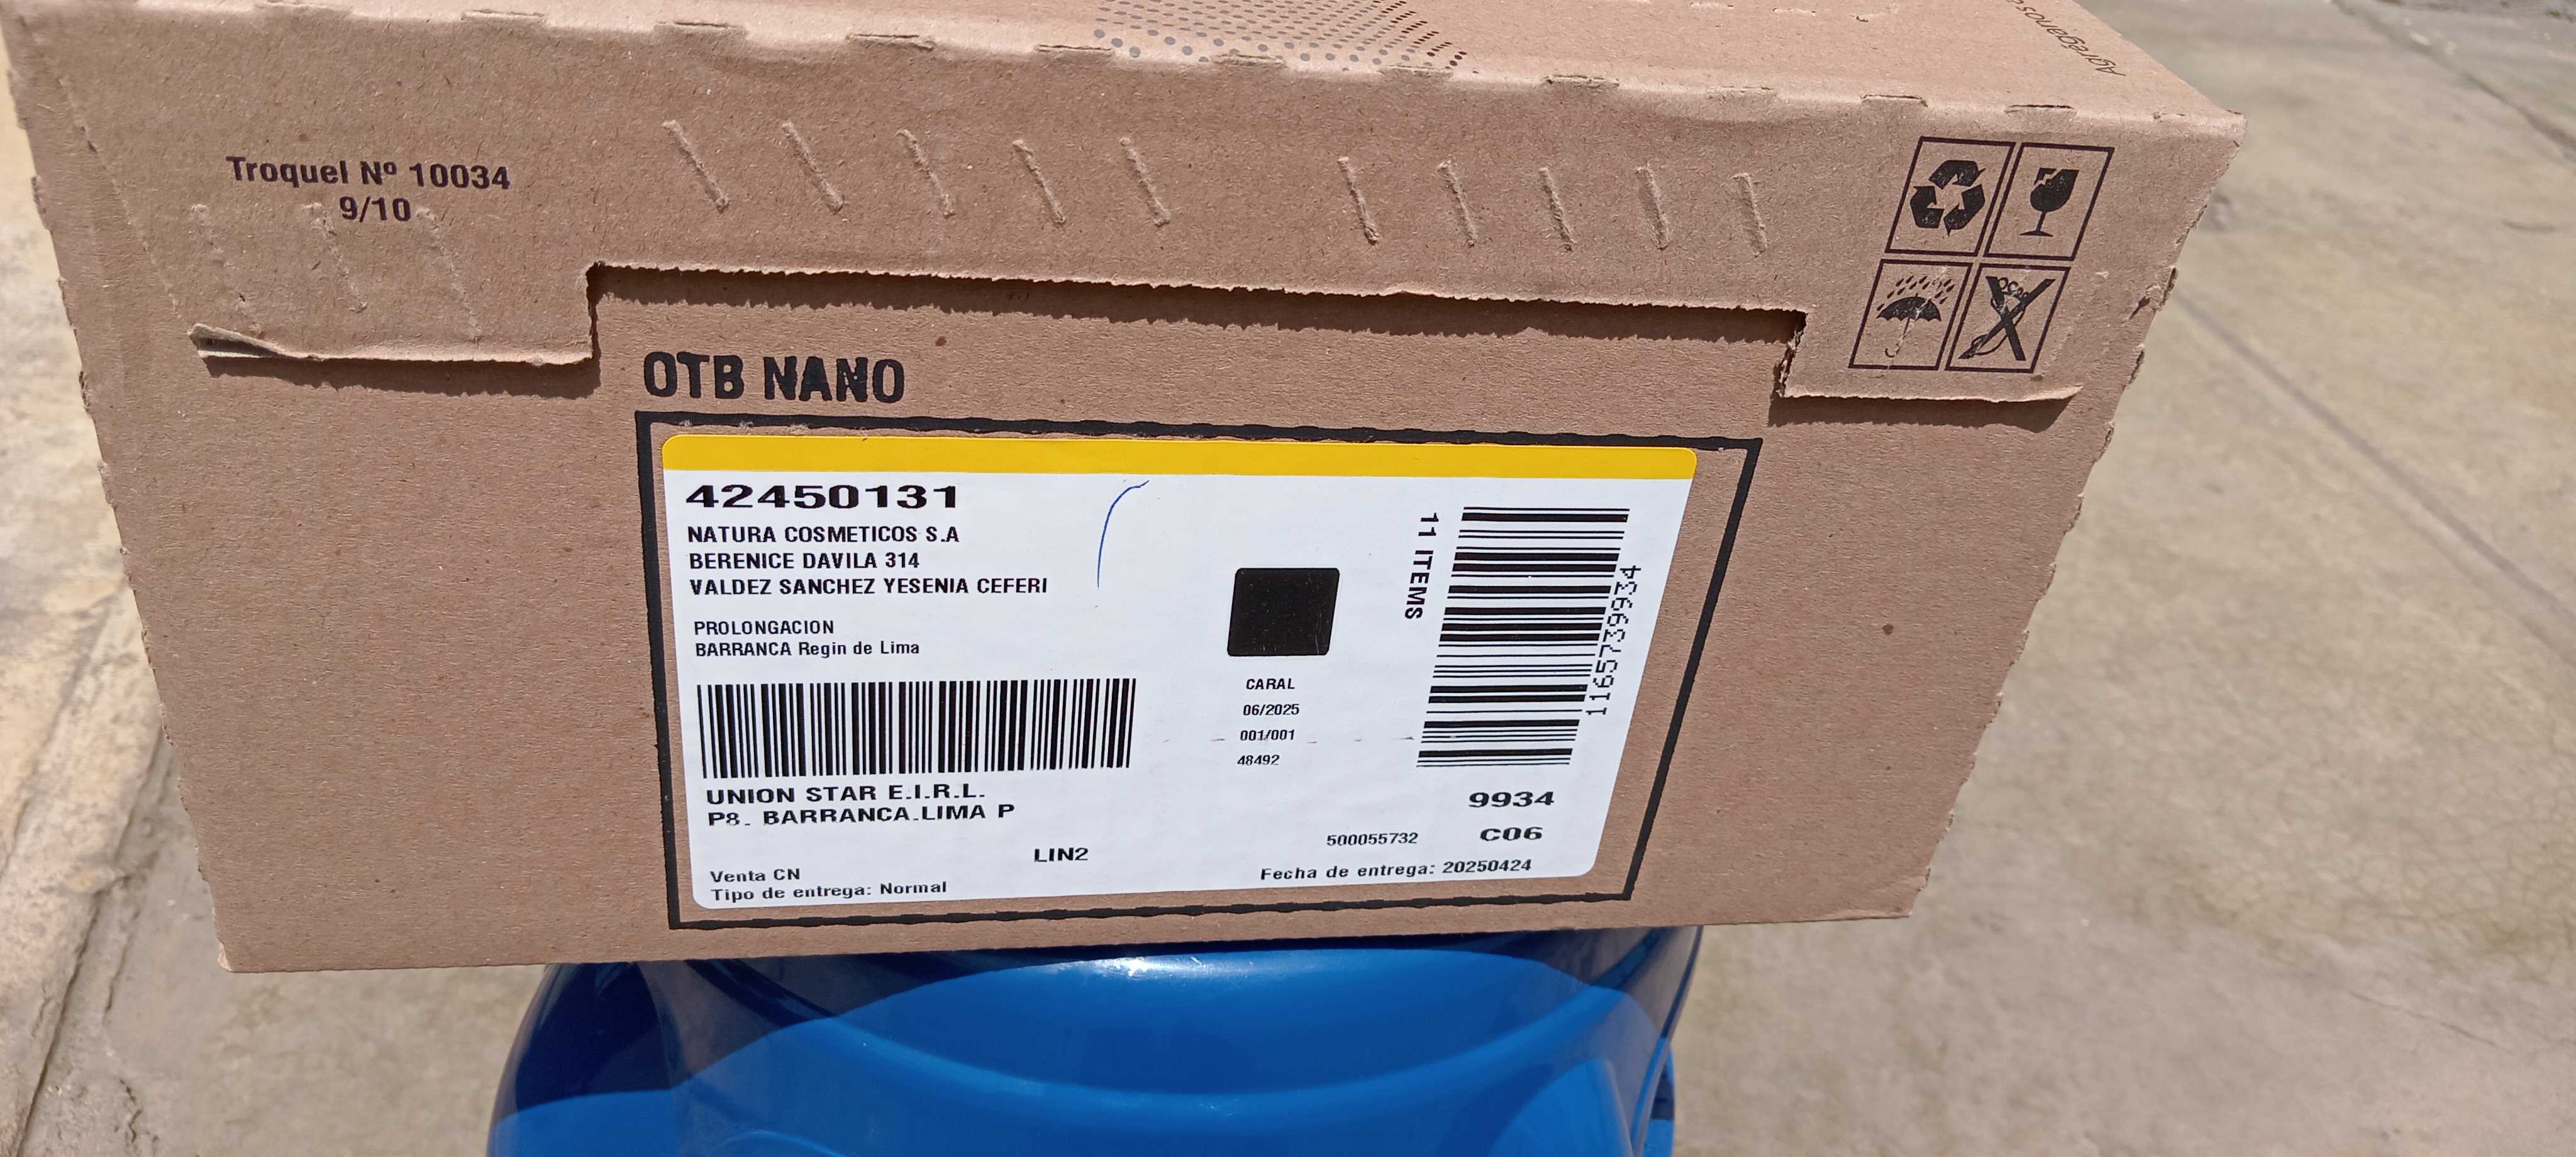 Agregamos
Troquel Nº 10034
9/10
OTB NANO
42450131
NATURA COSMETICOS S.A
BERENICE DAVILA 314
VALDEZ SANCHEZ YESENIA CEFERI
PROLONGACION
BARRANCA Regin de Lima
UNION STAR E.I.R.L.
P8. BARRANCA.LIMA P
LIN2
Venta CN
Tipo de entrega: Normal
CARAL
06/2025
001/001
48492
11 ITEMS
11657399934
9934
500055732 C06
Fecha de entrega: 20250424